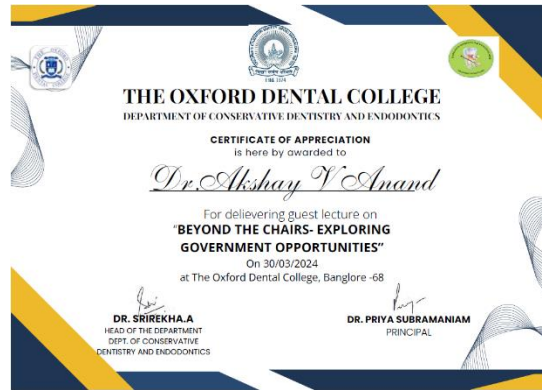 THE OXFORD DENTAL COLLEGE
DEPARTMENT OF CONSERVATIVE DENTISTRY AND ENDODONTICS
CERTIFICATE OF APPRECIATION
is here by awarded to
Dr. Akshay V Anand
For delievering guest lecture on
"BEYOND THE CHAIRS- EXPLORING
GOVERNMENT OPPORTUNITIES"
On 30/03/2024
at The Oxford Dental College, Banglore -68
DR. SRIREKHA.A
HEAD OF THE DEPARTMENT
DEPT. OF CONSERVATIVE
DENTISTRY AND ENDODONTICS
DR. PRIYA SUBRAMANIAM
PRINCIPAL